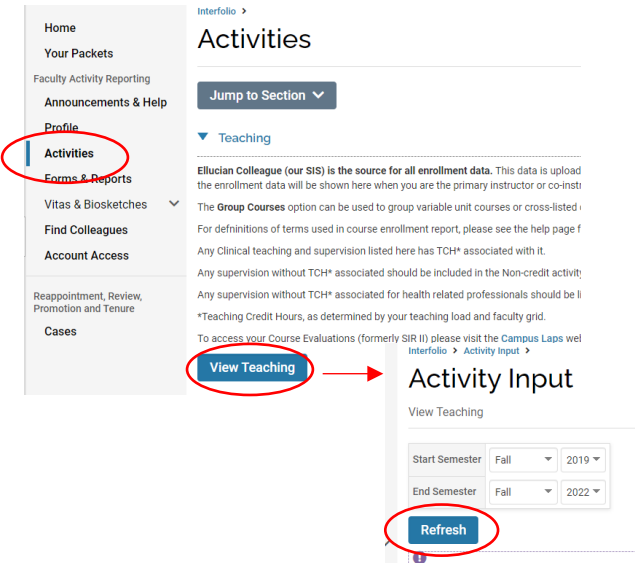 Home
Your Packets
Faculty Activity Reporting
Announcements & Help
Profile
Activities
Forms & Reports
Vitas & Biosketches
Find Colleagues
Account Access
Reappointment, Review,
Promotion and Tenure
Cases
Interfolio >
Activities
Jump to Section
Teaching
Ellucian Colleague (our SIS) is the source for all enrollment data. This data is upload
the enrollment data will be shown here when you are the primary instructor or co-inst
The Group Courses option can be used to group variable unit courses or cross-listed
For defninitions of terms used in course enrollment report, please see the help page f
Any Clinical teaching and supervision listed here has TCH* associated with it.
Any supervision without TCH* associated should be included in the Non-credit activity
Any supervision without TCH* associated for health related professionals should be li
*Teaching Credit Hours, as determined by your teaching load and faculty grid.
To access your Course Evaluations (formerly SIR II) please visit the Campus Laps wel
View Teaching
Interfolio > Activity Input >
Activity Input
View Teaching
Start Semester Fall 2019
End Semester Fall 2022
Refresh